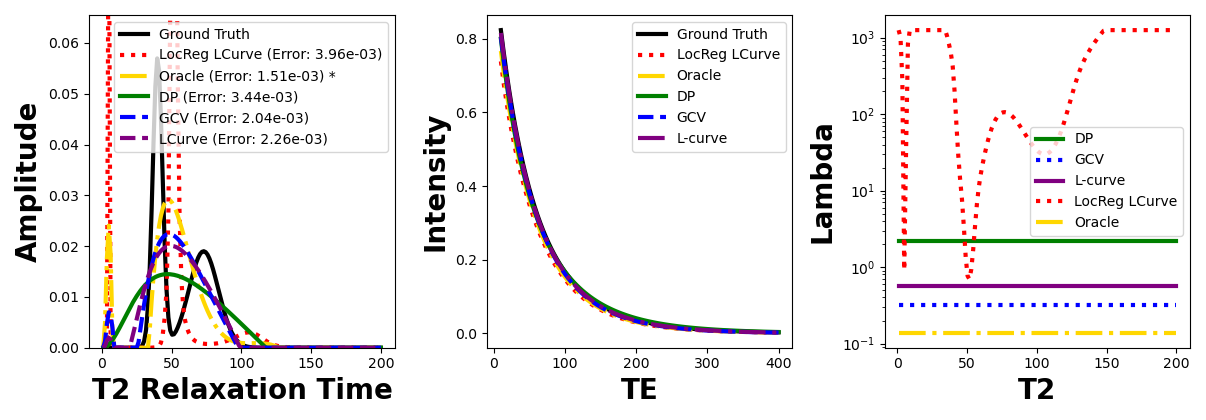 Amplitude
0.06
0.05
0.04
0.03
0.02
0.01
0.00
0
50
100
150
200
T2 Relaxation Time
Ground Truth
LocReg LCurve (Error: 3.96e-03)
Oracle (Error: 1.51e-03) *
DP (Error: 3.44e-03)
GCV (Error: 2.04e-03)
LCurve (Error: 2.26e-03)
Intensity
0.8
0.6
0.4
0.2
0.0
0
100
200
300
400
TE
Ground Truth
LocReg LCurve
Oracle
DP
GCV
L-curve
Lambda
10³
10²
10¹
10⁰
10⁻¹
0
50
100
150
200
T2
DP
GCV
L-curve
LocReg LCurve
Oracle